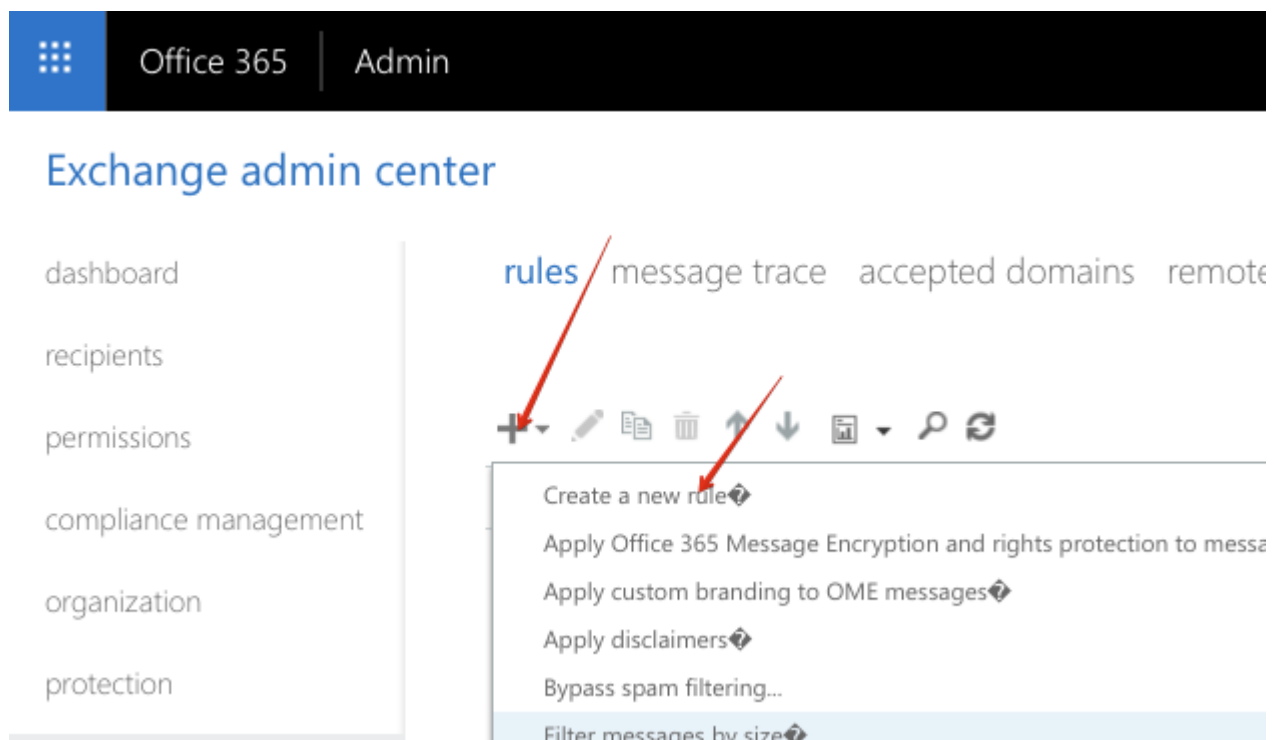 Office 365 Admin
Exchange admin center
dashboard
recipients
permissions
compliance management
organization
protection
rules message trace accepted domains remote
Create a new rule�
Apply Office 365 Message Encryption and rights protection to messa
Apply custom branding to OME messages�
Apply disclaimers�
Bypass spam filtering...
Filter messages by size�